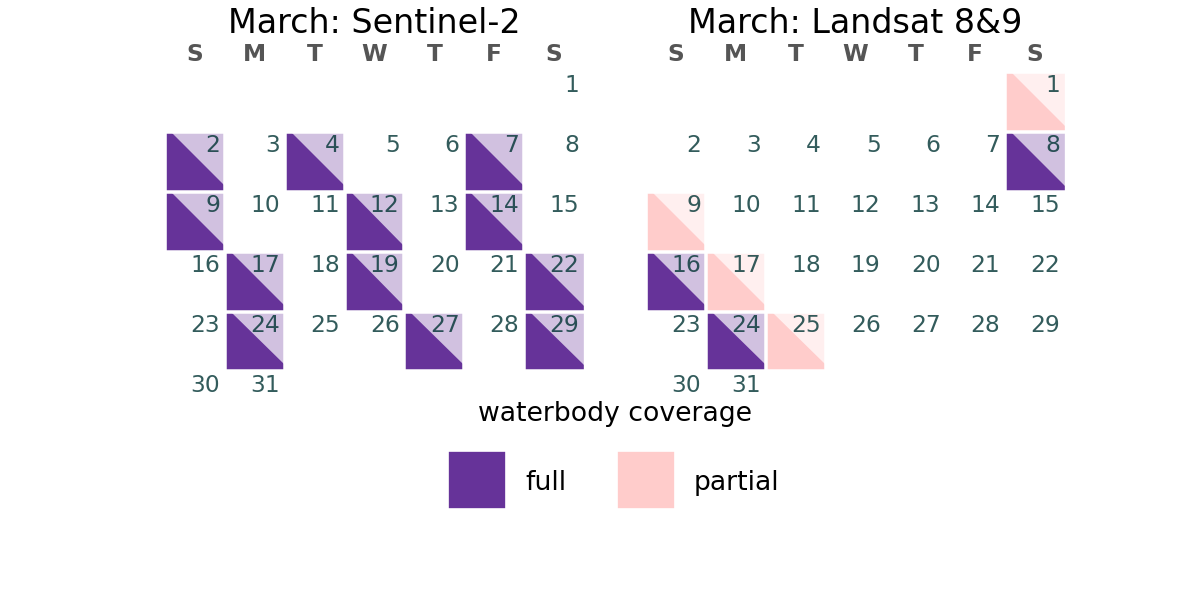 March: Sentinel-2
S M T W T F S
1
2 3 4 5 6 7 8
9 10 11 12 13 14 15
16 17 18 19 20 21 22
23 24 25 26 27 28 29
30 31
March: Landsat 8&9
S M T W T F S
1
2 3 4 5 6 7 8
9 10 11 12 13 14 15
16 17 18 19 20 21 22
23 24 25 26 27 28 29
30 31
waterbody coverage
full partial